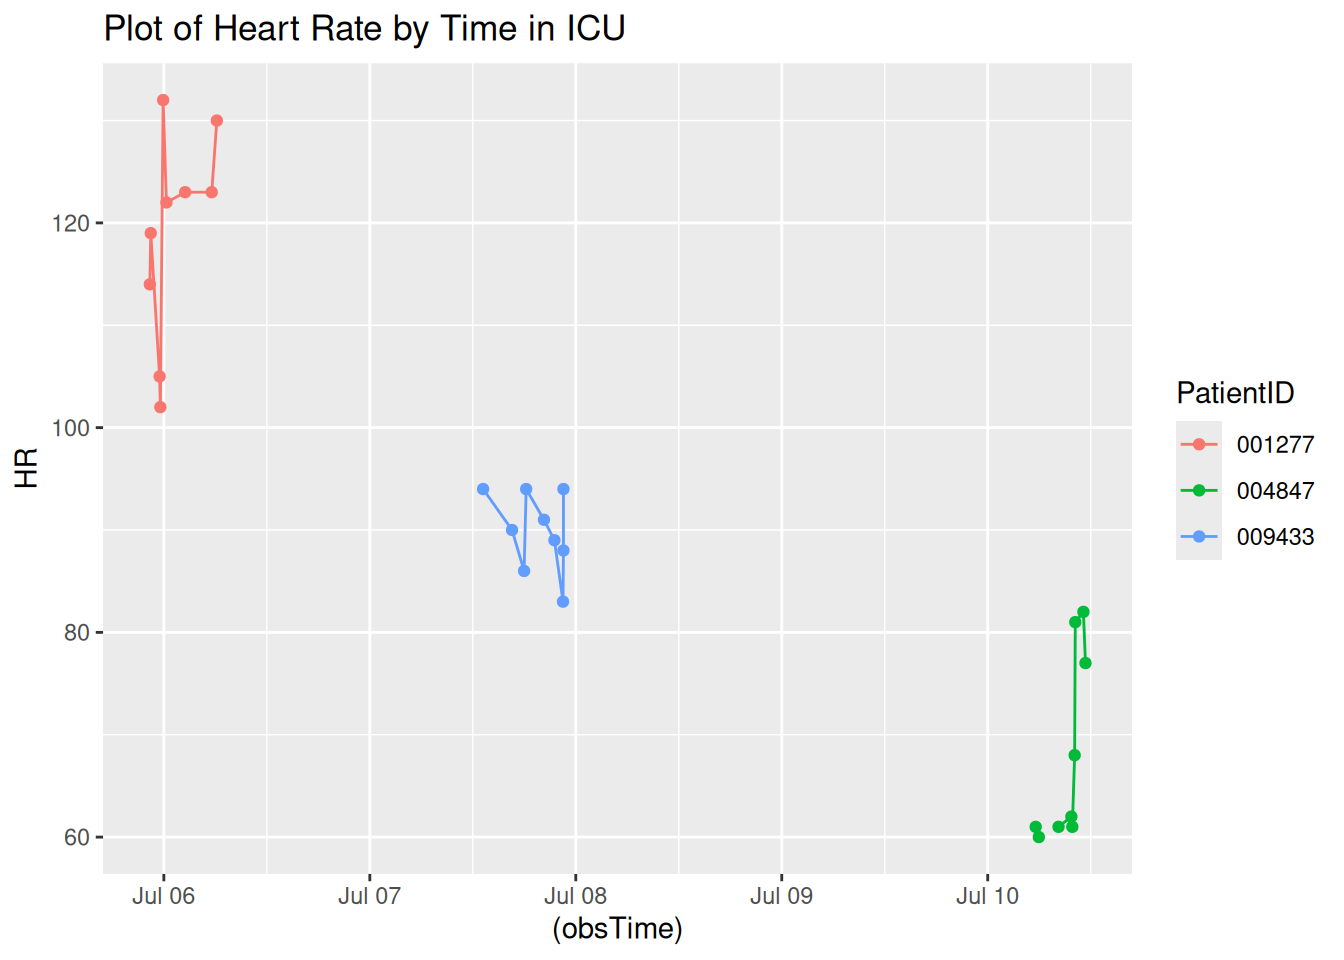 Plot of Heart Rate by Time in ICU
HR
120
100
80
60
Jul 06
Jul 07
Jul 08
Jul 09
Jul 10
(obsTime)
PatientID
001277
004847
009433